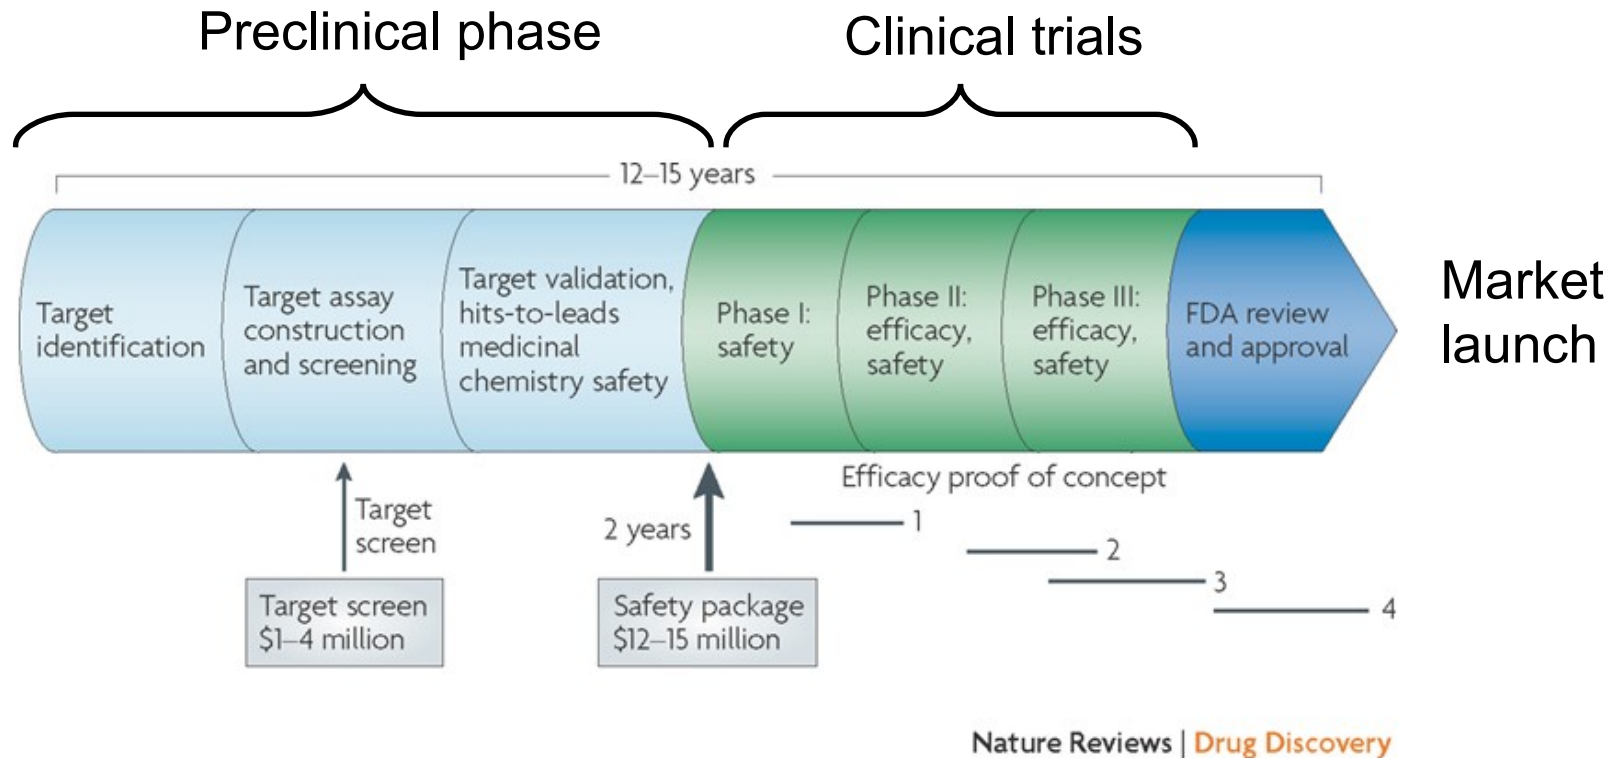 Preclinical phase
Clinical trials
12–15 years
Target
identification
Target assay
construction
and screening
Target validation,
hits-to-leads
medicinal
chemistry safety
Phase I:
safety
Phase II:
efficacy,
safety
Phase III:
efficacy,
safety
FDA review
and approval
Market
launch
Efficacy proof of concept
Target
screen
2 years
1
2
3
4
Target screen
$1–4 million
Safety package
$12–15 million
Nature Reviews | Drug Discovery